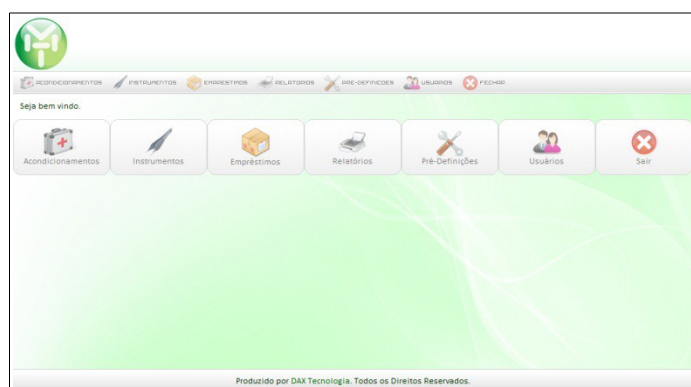 ACONDICIONAMENTOS INSTRUMENTOS EMPRESTIMOS RELATORIOS PRE-DEFINICOES USUARIOS FECHAR
Seja bem vindo.
Acondicionamentos Instrumentos Empréstimos Relatórios Pré-Definições Usuários Sair
Produzido por DAX Tecnologia. Todos os Direitos Reservados.